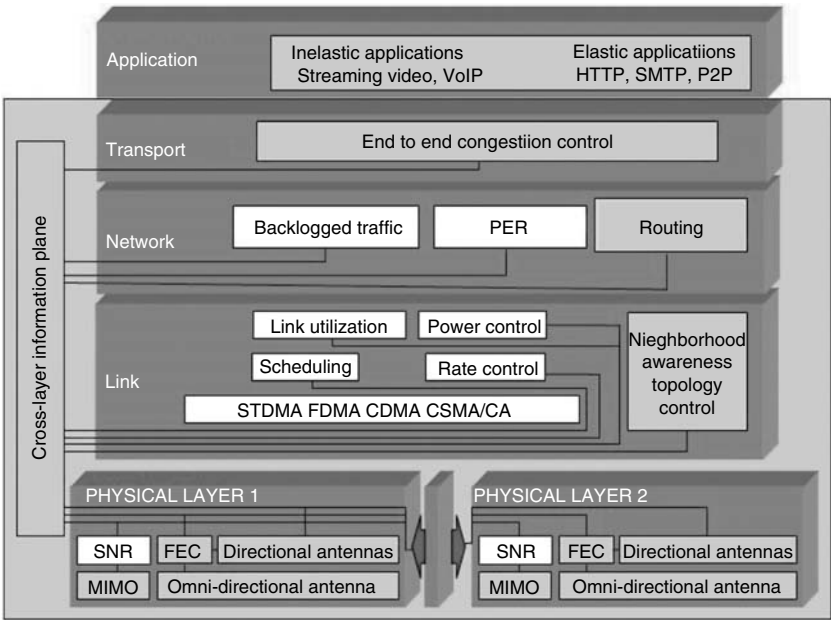 Application
Inelastic applications
Streaming video, VoIP
Elastic applicatiions
HTTP, SMTP, P2P
Cross-layer information plane
Transport
End to end congestiion control
Network
Backlogged traffic
PER
Routing
Link
Link utilization
Power control
Scheduling
Rate control
STDMA FDMA CDMA CSMA/CA
Nieghborhood
awareness
topology
control
PHYSICAL LAYER 1
SNR
FEC
Directional antennas
MIMO
Omni-directional antenna
PHYSICAL LAYER 2
SNR
FEC
Directional antennas
MIMO
Omni-directional antenna